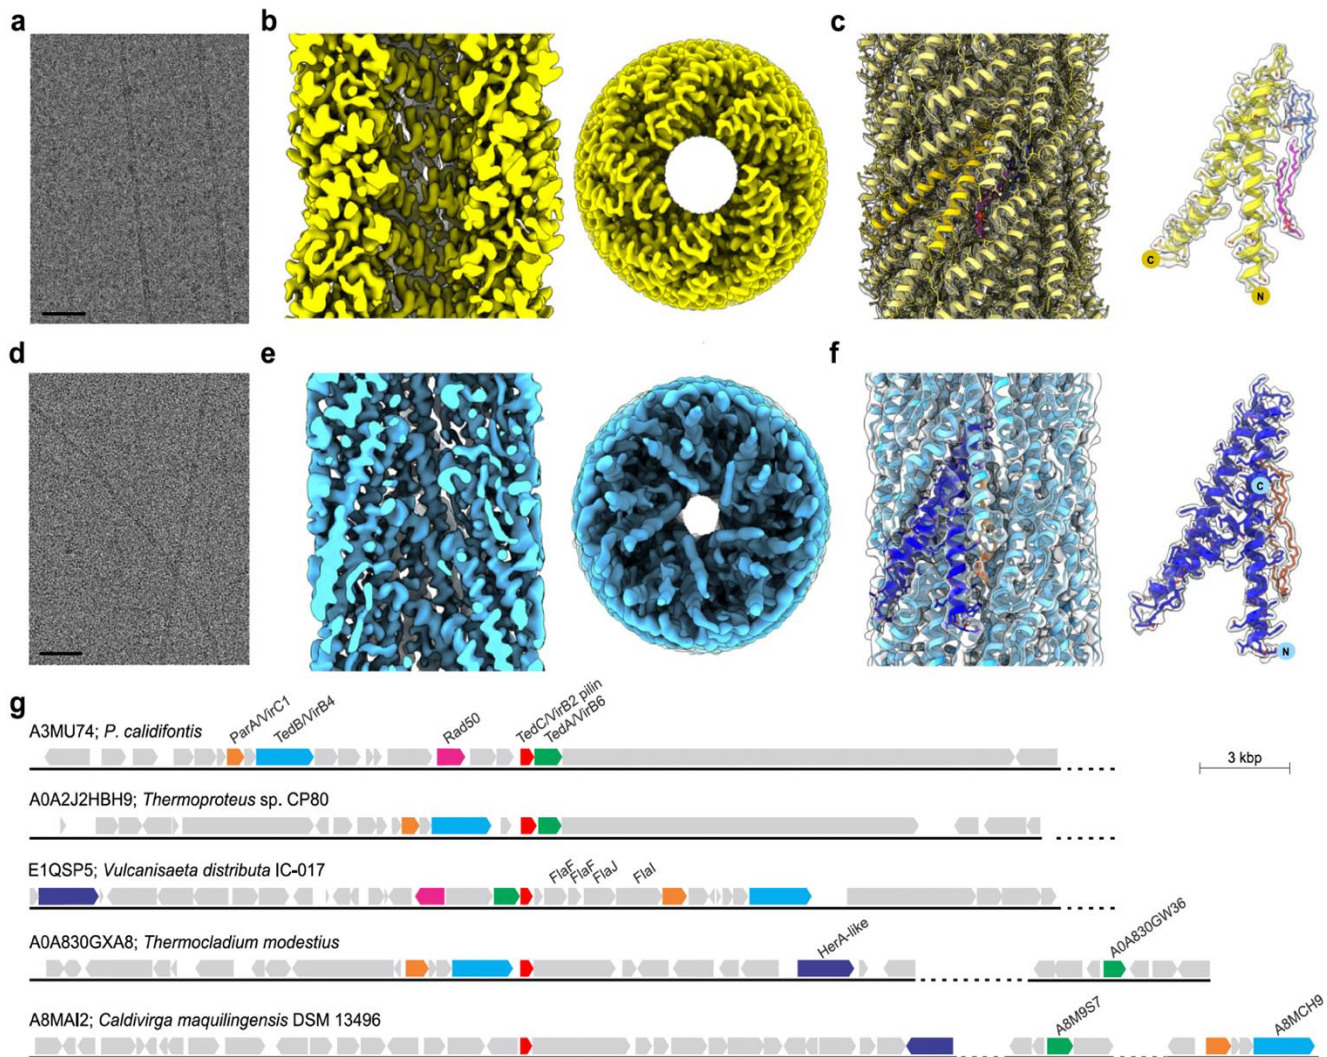 a
b
c
C
N
d
e
f
C
N
g
A3MU74; P. calidifontis
ParA/VirC1
TedB/VirB4
Rad50
TedC/VirB2 pilin
TedA/VirB6
3 kbp
A0A2J2HBH9; Thermoproteus sp. CP80
E1QSP5; Vulcanisaeta distributa IC-017
FlaF
FlaF
FlaJ
FlaI
A0A830GXA8; Thermocladium modestius
HerA-like
A0A830GW36
A8MAI2; Caldivirga maquilingensis DSM 13496
A8M9S7
A8MCH9